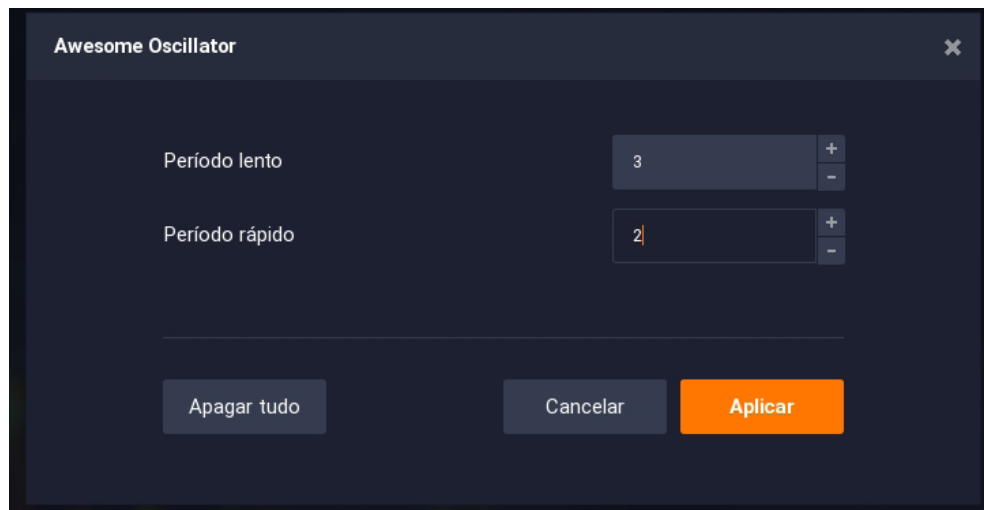 Awesome Oscillator
Período lento 3
Período rápido 2
Apagar tudo Cancelar Aplicar